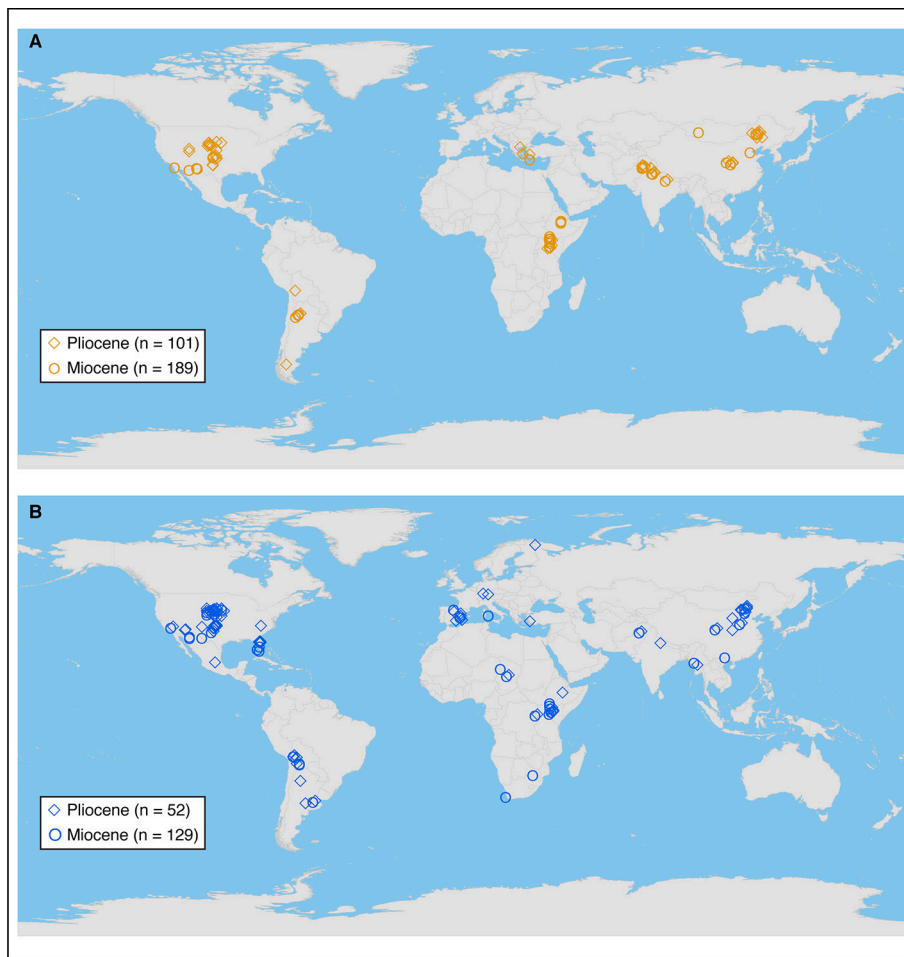 A
Pliocene (n = 101)
Miocene (n = 189)
B
Pliocene (n = 52)
Miocene (n = 129)